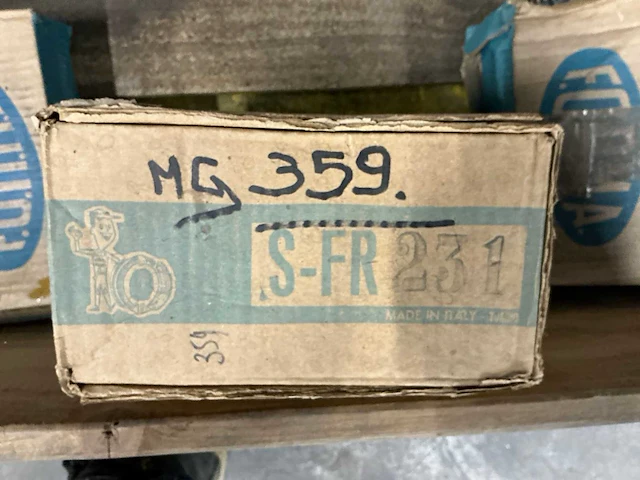 MG 359.
S-FR 231
MADE IN ITALY
359